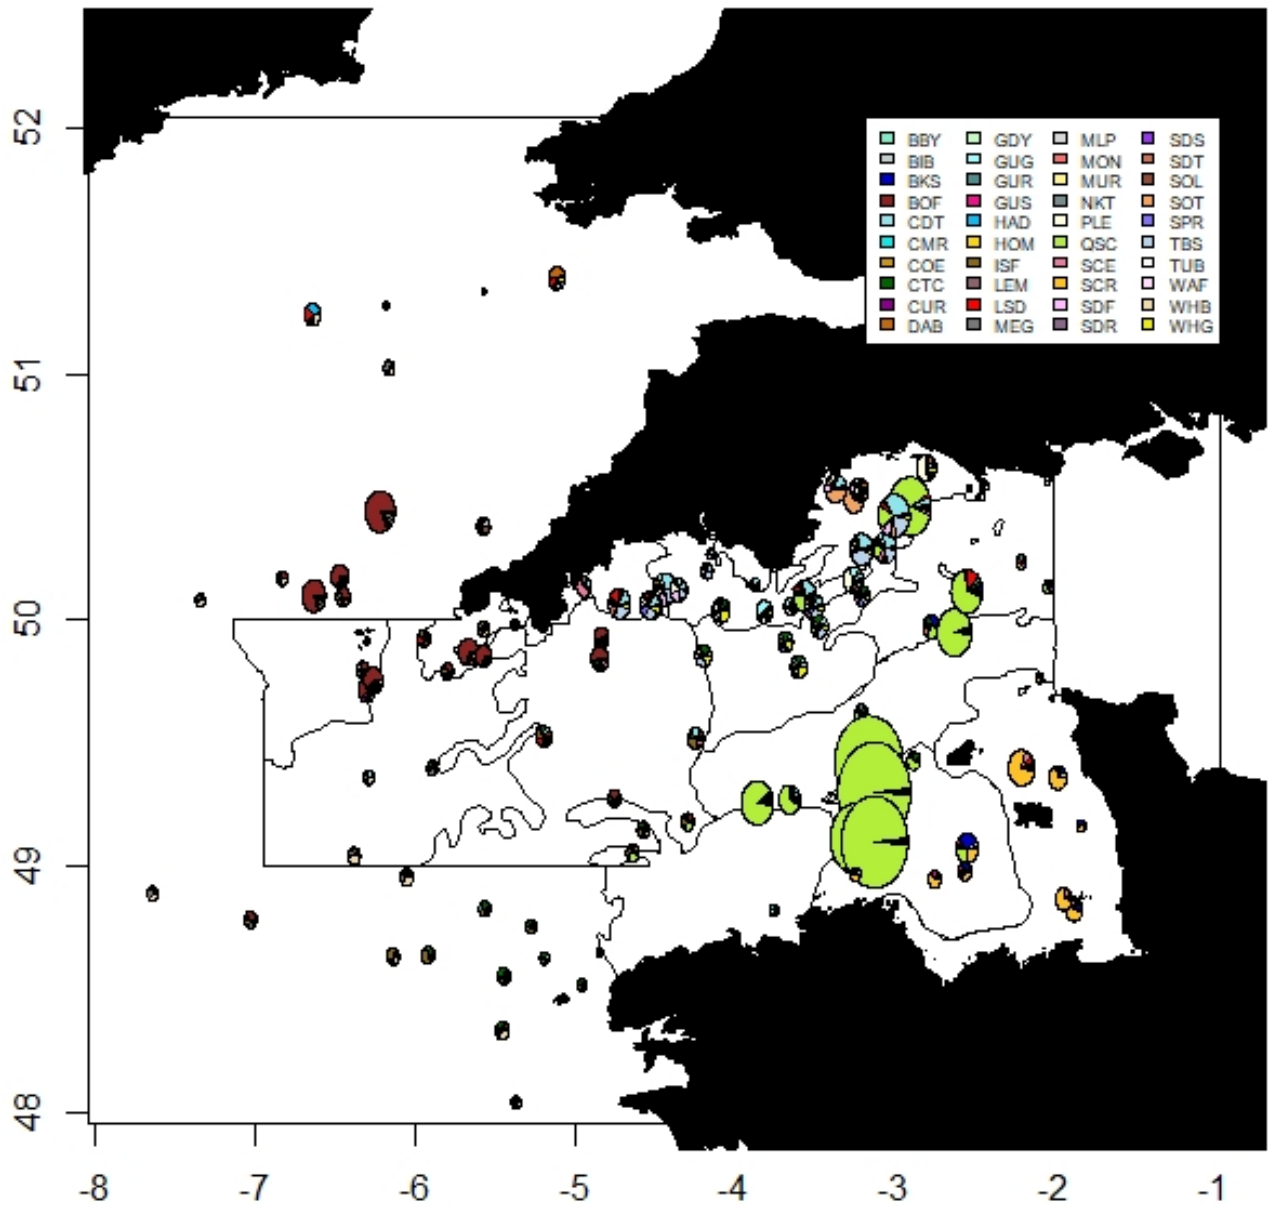 52
51
50
49
48
BBY GDY MLP SDS
BIB GUG MON SDT
BKS GUR MUR SOL
BOF GUS NKT SOT
CDT HAD PLE SPR
CMR HOM QSC TBS
COE ISF SCE TUB
CTC LEM SCR WAF
CUR LSD SDF WHB
DAB MEG SDR WHG
-8 -7 -6 -5 -4 -3 -2 -1